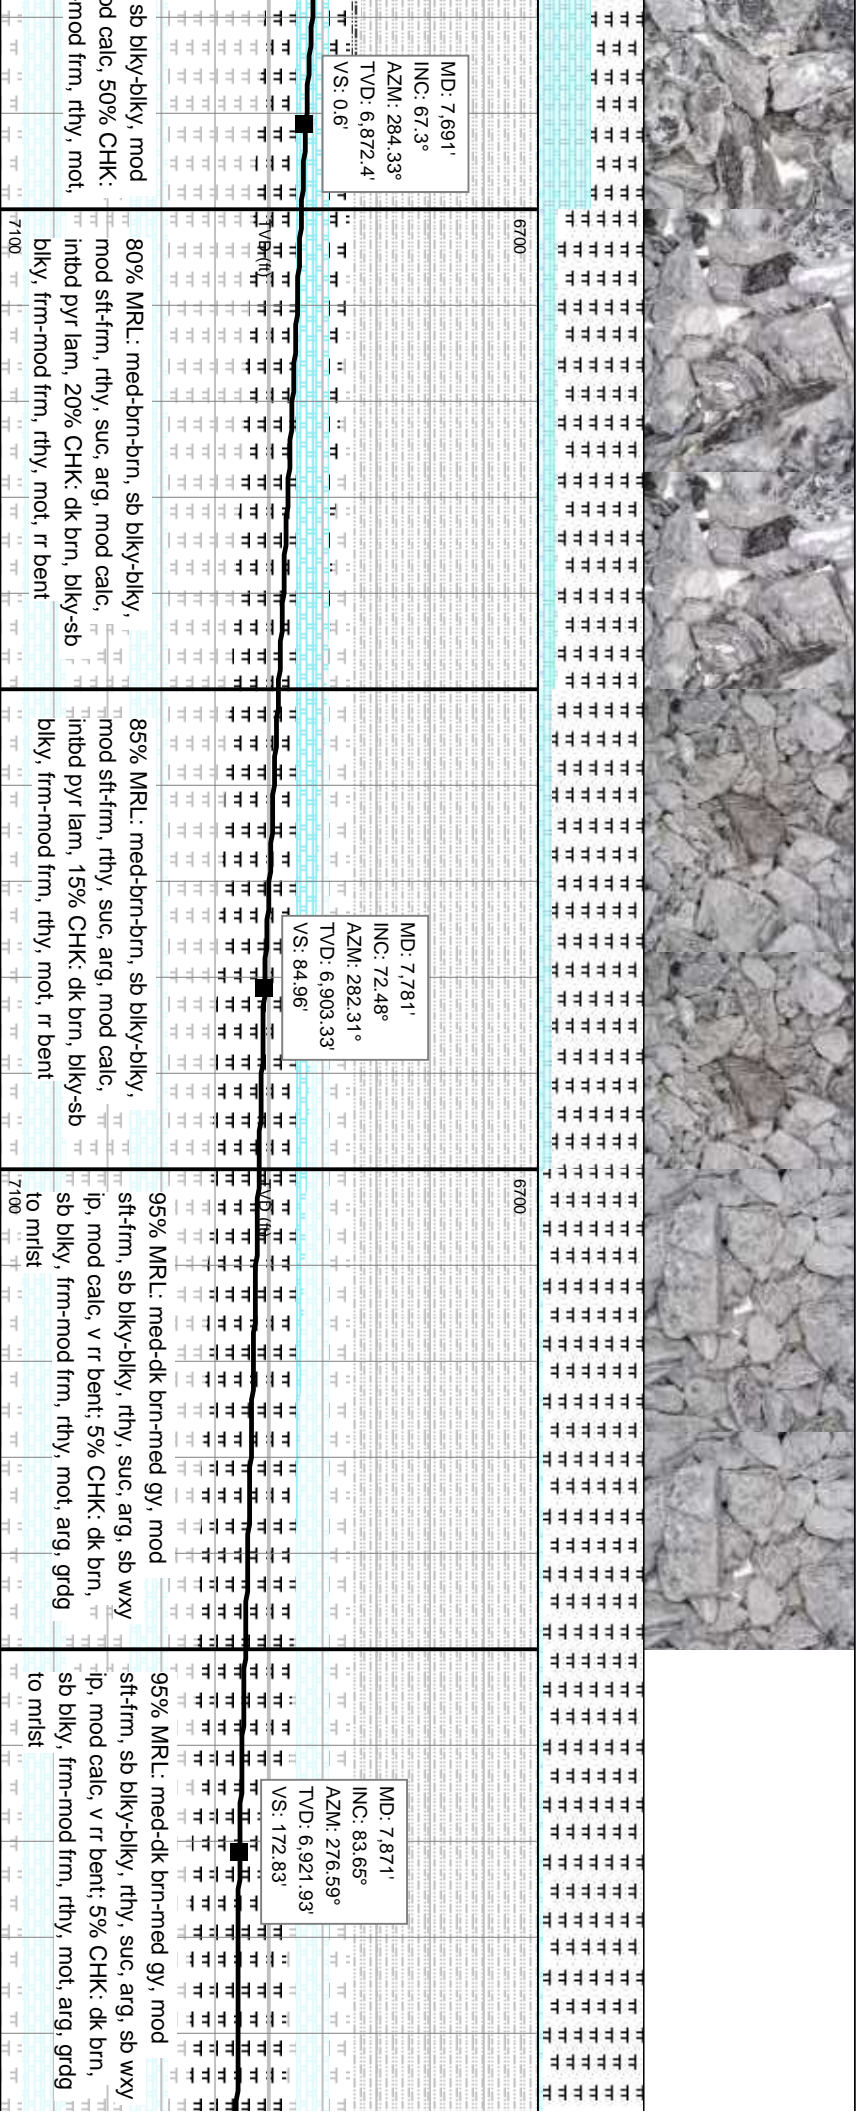 sb blky-blky, mod
od calc, 50% CHK:
mod frm, rthy, mot,
MD: 7,691'
INC: 67.3°
AZM: 284.33°
TVD: 6,872.4'
VS: 0.6'
6700
TVD (ft)
7100
80% MRL: med-brn-brn, sb blky-blky,
mod sft-frm, rthy, suc, arg, mod calc,
intbd pyr lam, 20% CHK: dk brn, blky-sb
blky, frm-mod frm, rthy, mot, rr bent
85% MRL: med-brn-brn, sb blky-blky,
mod sft-frm, rthy, suc, arg, mod calc,
intbd pyr lam, 15% CHK: dk brn, blky-sb
blky, frm-mod frm, rthy, mot, rr bent
MD: 7,781'
INC: 72.48°
AZM: 282.31°
TVD: 6,903.33'
VS: 84.96'
6700
TVD (ft)
7100
95% MRL: med-dk brn-med gy, mod
sft-frm, sb blky-blky, rthy, suc, arg, sb wxy
ip, mod calc, v rr bent; 5% CHK: dk brn,
sb blky, frm-mod frm, rthy, mot, arg, grdg
to mrlst
95% MRL: med-dk brn-med gy, mod
sft-frm, sb blky-blky, rthy, suc, arg, sb wxy
ip, mod calc, v rr bent; 5% CHK: dk brn,
sb blky, frm-mod frm, rthy, mot, arg, grdg
to mrlst
MD: 7,871'
INC: 83.65°
AZM: 276.59°
TVD: 6,921.93'
VS: 172.83'